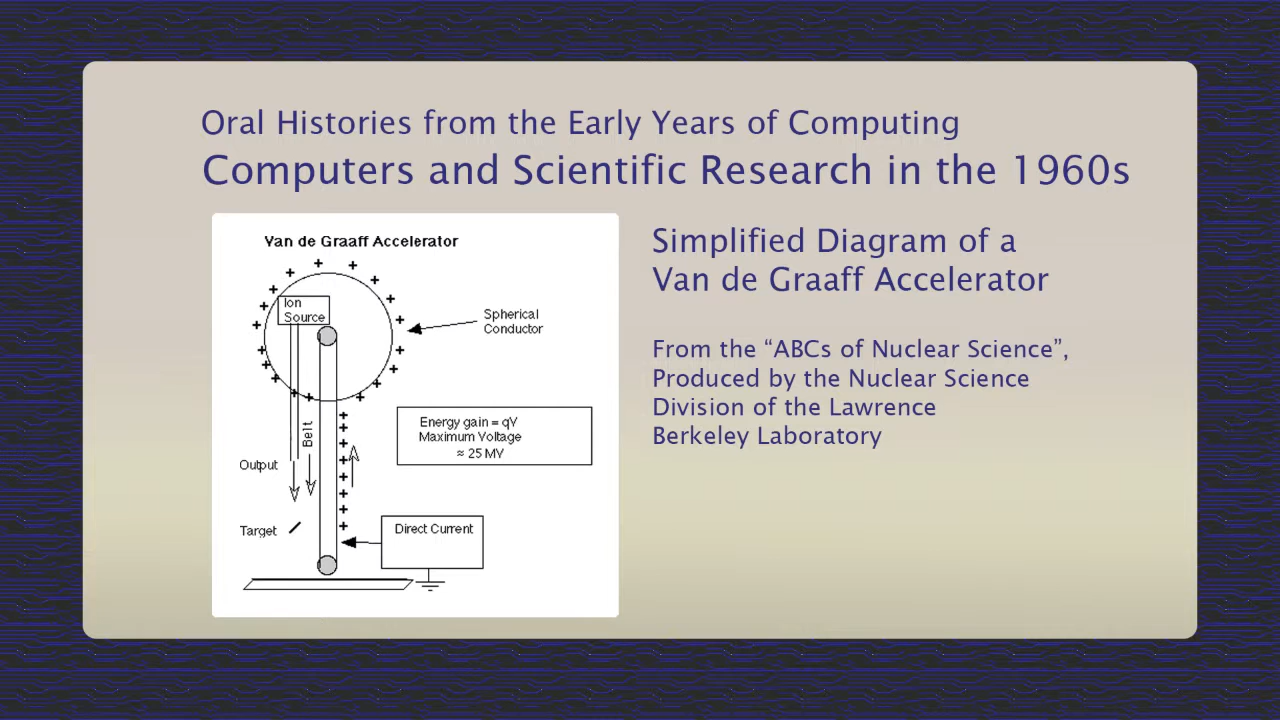 Oral Histories from the Early Years of Computing
Computers and Scientific Research in the 1960s
Van de Graaff Accelerator
Ion
Source
Spherical
Conductor
Belt
Energy gain = qV
Maximum Voltage
≈ 25 MV
Output
Target
Direct Current
Simplified Diagram of a
Van de Graaff Accelerator
From the “ABCs of Nuclear Science”,
Produced by the Nuclear Science
Division of the Lawrence
Berkeley Laboratory